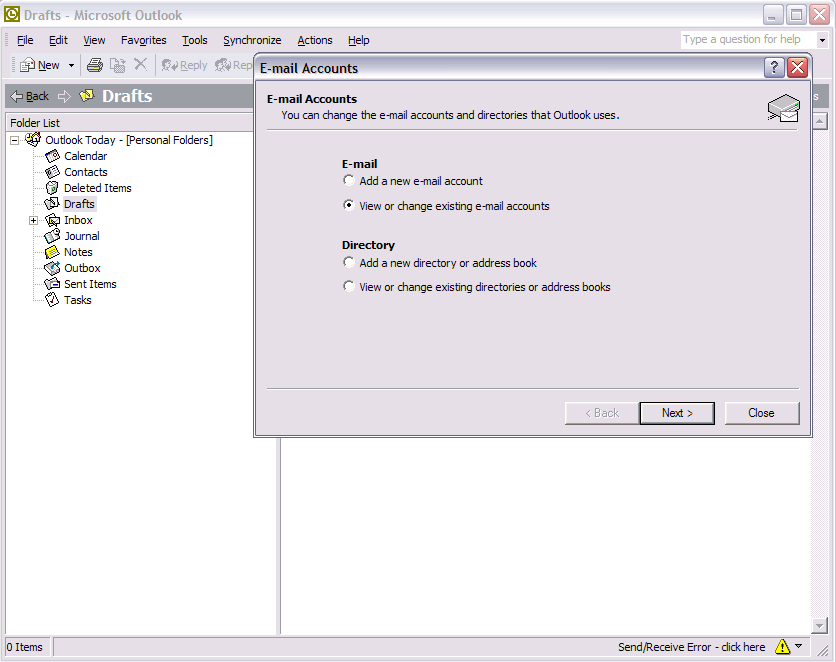 Drafts - Microsoft Outlook
File Edit View Favorites Tools Synchronize Actions Help
Type a question for help
New Reply Rep
Back Drafts s
Folder List
Outlook Today - [Personal Folders]
Calendar
Contacts
Deleted Items
Drafts
Inbox
Journal
Notes
Outbox
Sent Items
Tasks
E-mail Accounts
E-mail Accounts
You can change the e-mail accounts and directories that Outlook uses.
E-mail
Add a new e-mail account
View or change existing e-mail accounts
Directory
Add a new directory or address book
View or change existing directories or address books
< Back Next > Close
0 Items
Send/Receive Error - click here